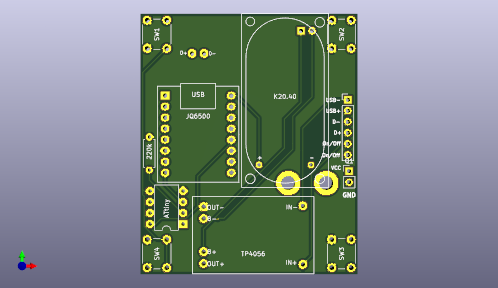 SW1
SW2
D+
D-
USB
K20.40
JQ6500
USB-
USB+
D-
D+
On/Off
On/Off
220k
+
-
VCC
GND
ATtiny
OUT-
IN-
B-
SW4
SW3
B+
TP4056
OUT+
IN+